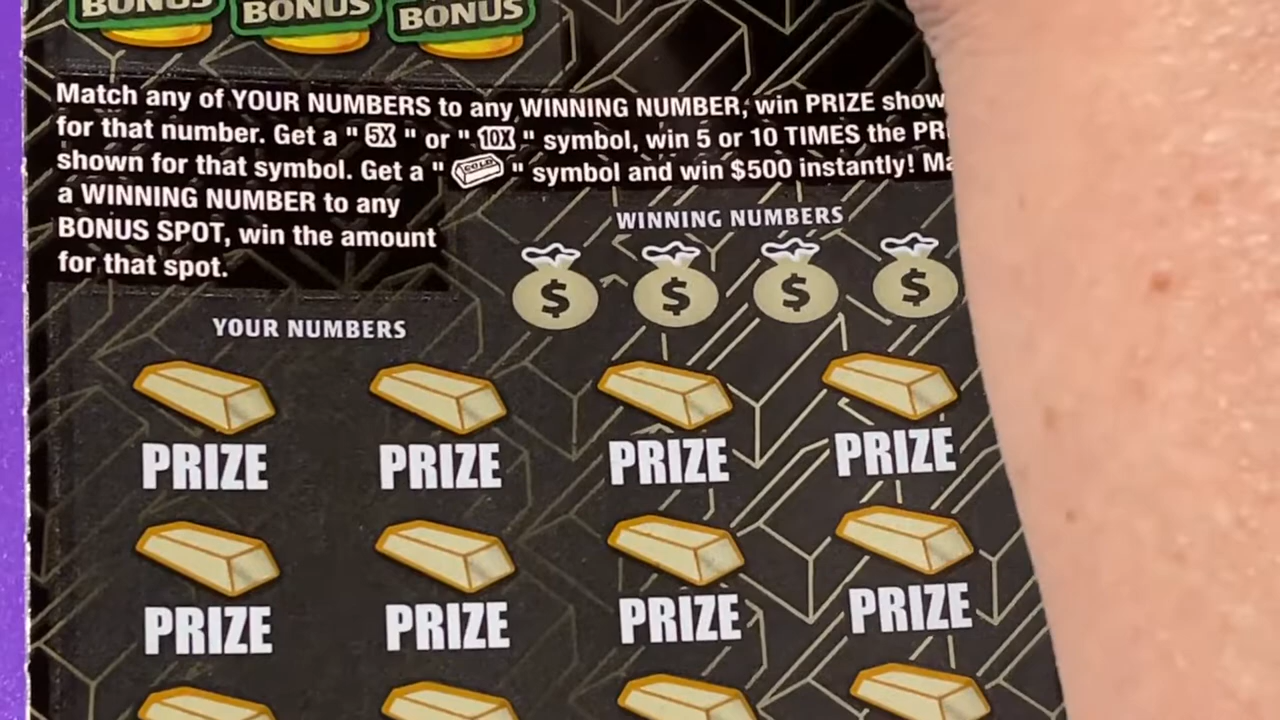 BONUS BONUS BONUS
Match any of YOUR NUMBERS to any WINNING NUMBER, win PRIZE show
for that number. Get a " 5X " or " 10X " symbol, win 5 or 10 TIMES the PR
shown for that symbol. Get a " GOLD " symbol and win $500 instantly! Ma
a WINNING NUMBER to any
BONUS SPOT, win the amount
for that spot.
WINNING NUMBERS
$ $ $ $
YOUR NUMBERS
PRIZE PRIZE PRIZE PRIZE
PRIZE PRIZE PRIZE PRIZE